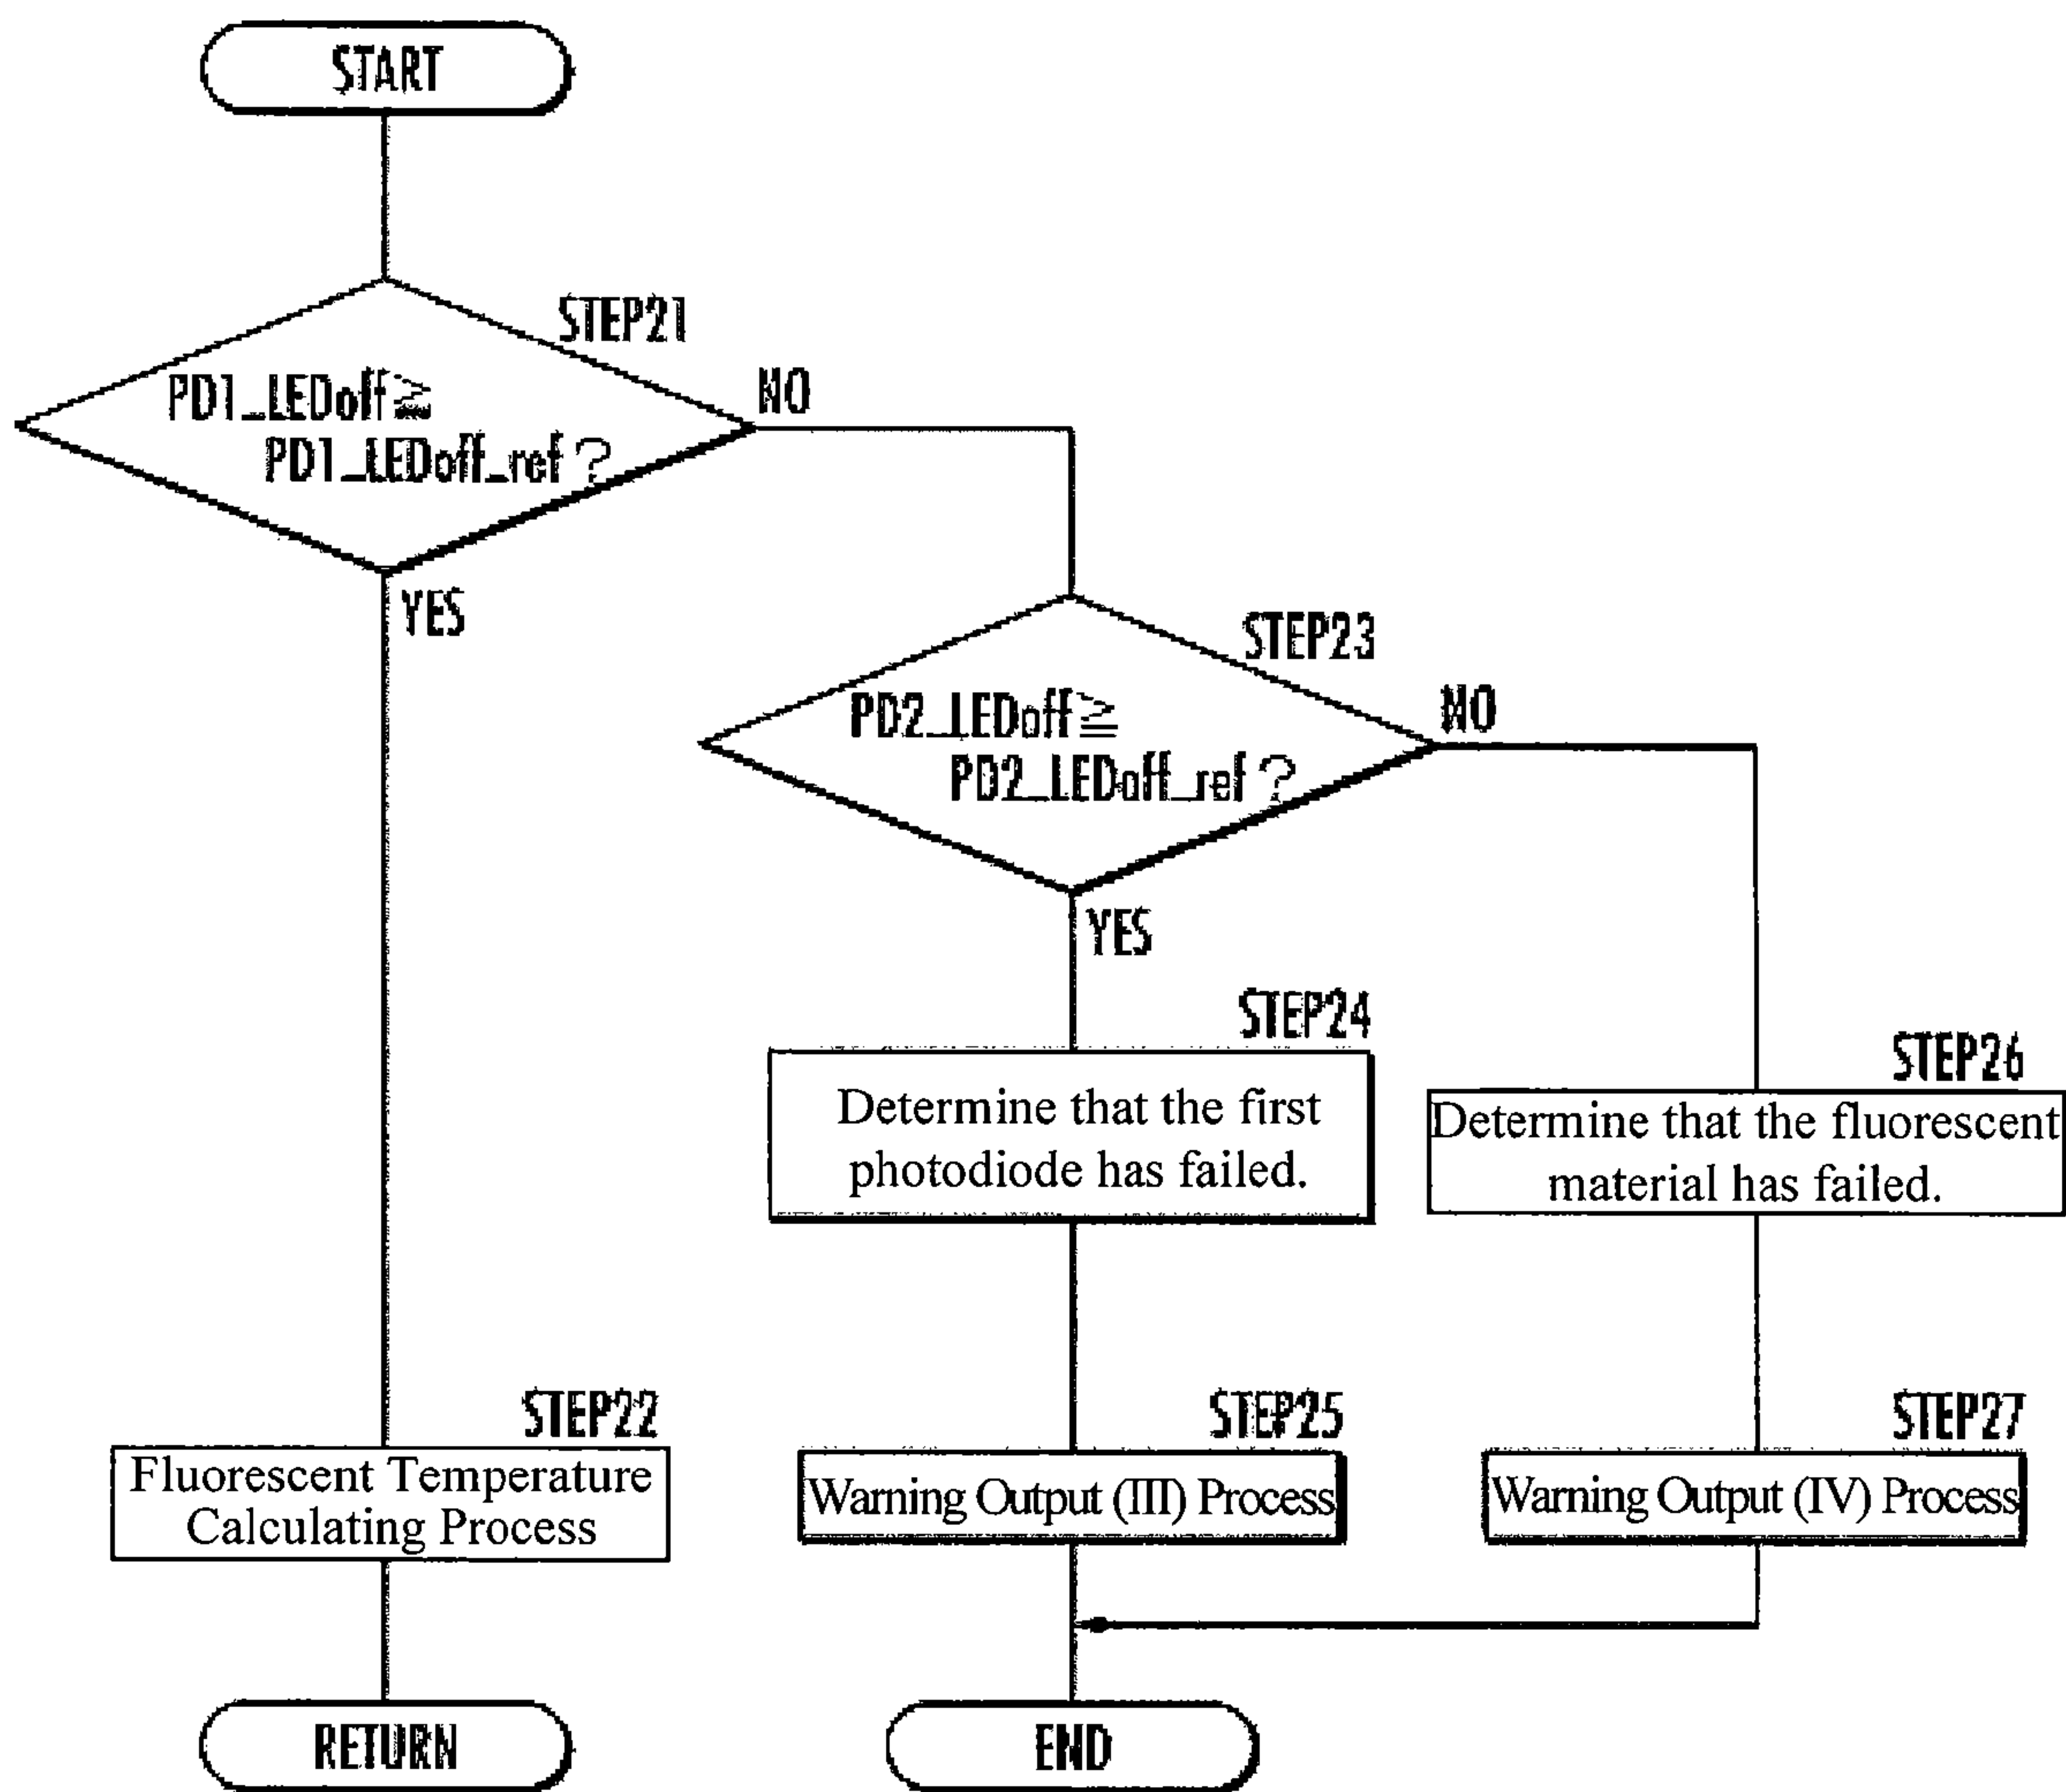 START
STEP21
PD1_LEDoff≧
PD1_LEDoff_ref？
NO
YES
STEP23
PD2_LEDoff≧
PD2_LEDoff_ref？
NO
YES
STEP24
Determine that the first
photodiode has failed.
STEP26
Determine that the fluorescent
material has failed.
STEP22
Fluorescent Temperature
Calculating Process
STEP25
Warning Output (III) Process
STEP27
Warning Output (IV) Process
RETURN
END